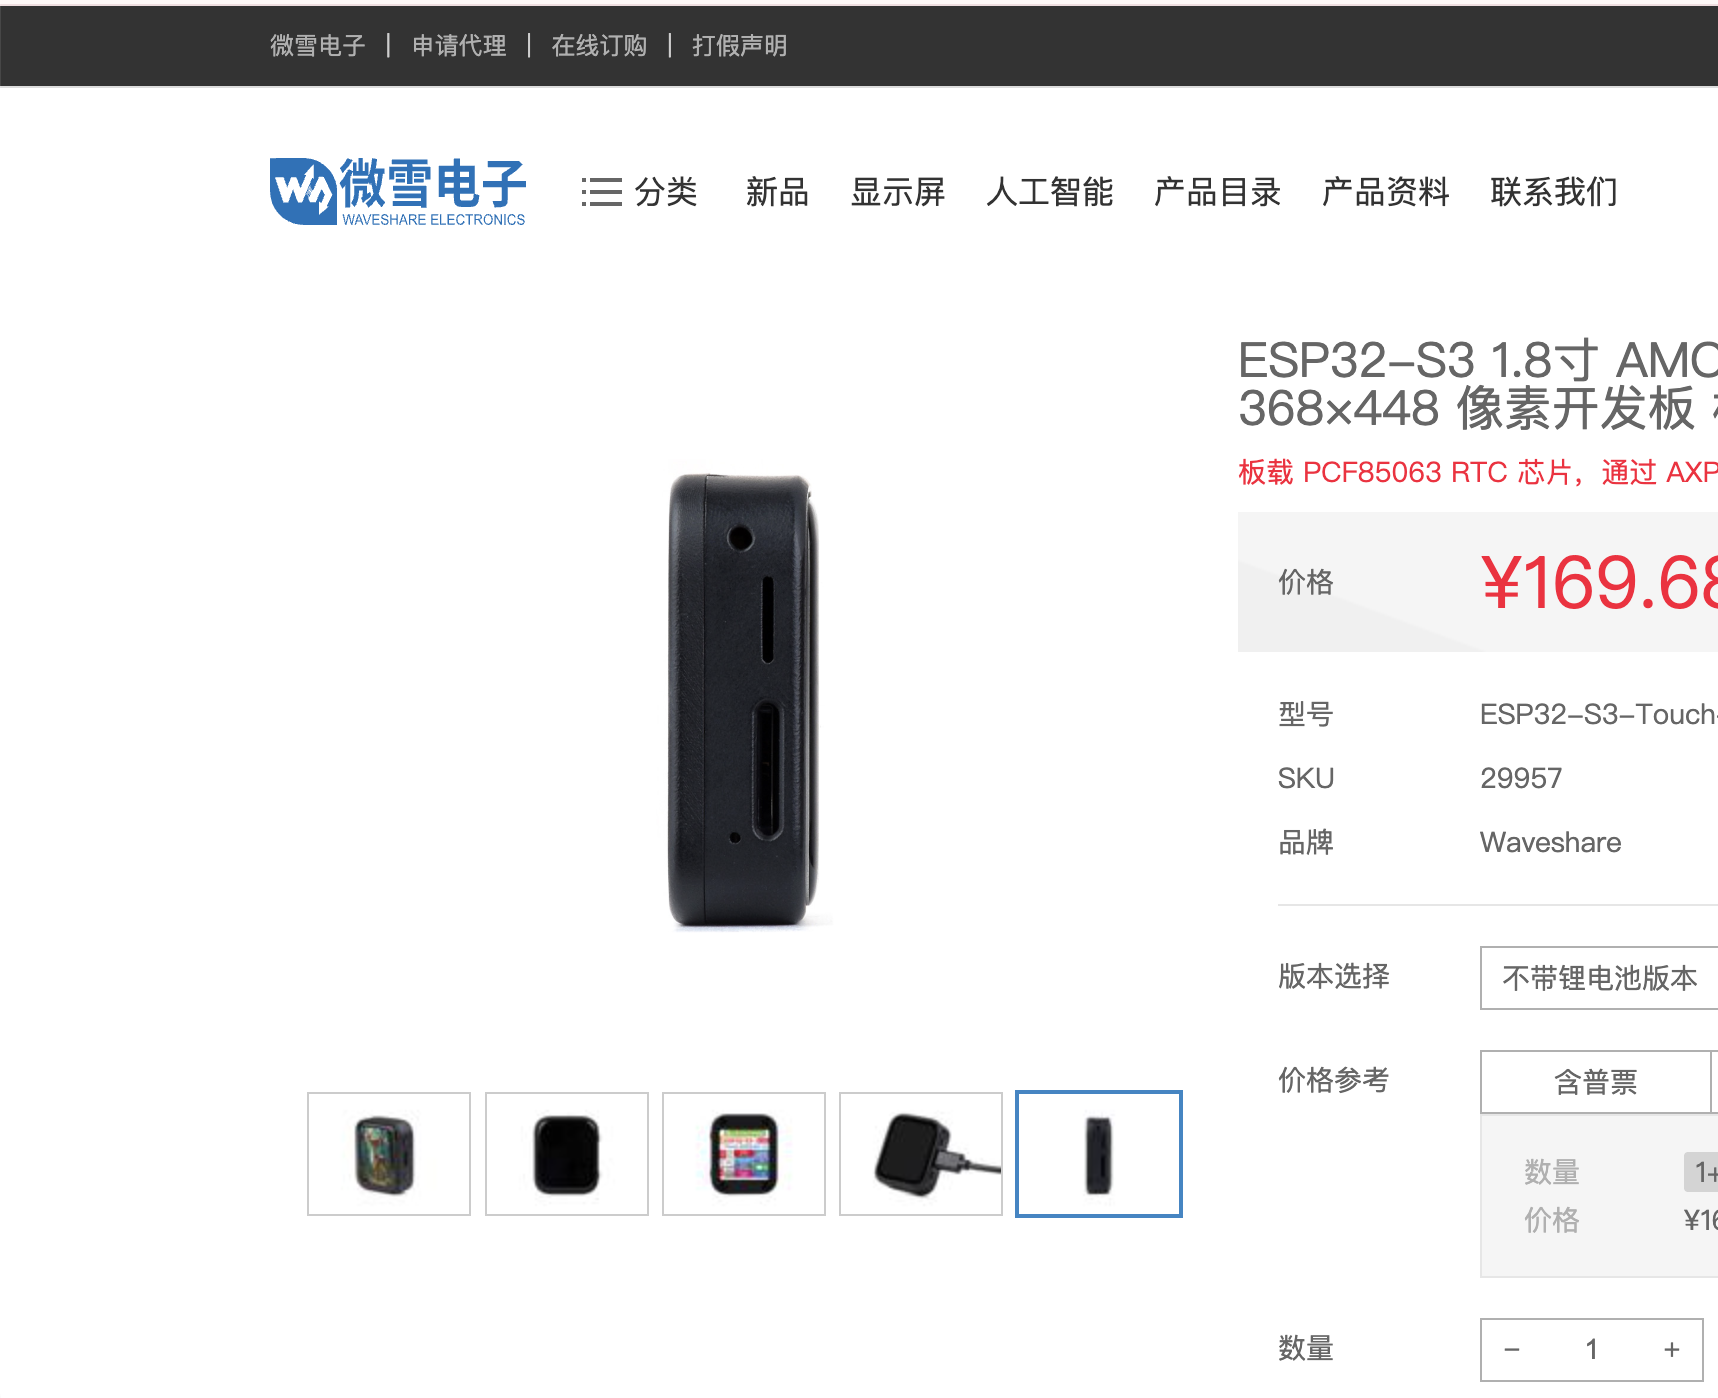 微雪电子 | 申请代理 | 在线订购 | 打假声明
微雪电子
WAVESHARE ELECTRONICS
分类 新品 显示屏 人工智能 产品目录 产品资料 联系我们
ESP32-S3 1.8寸 AMO
368×448 像素开发板
板载 PCF85063 RTC 芯片，通过 AXP
价格 ¥169.68
型号 ESP32-S3-Touch-
SKU 29957
品牌 Waveshare
版本选择 不带锂电池版本
价格参考 含普票
数量 1+
价格 ¥16
数量 − 1 +